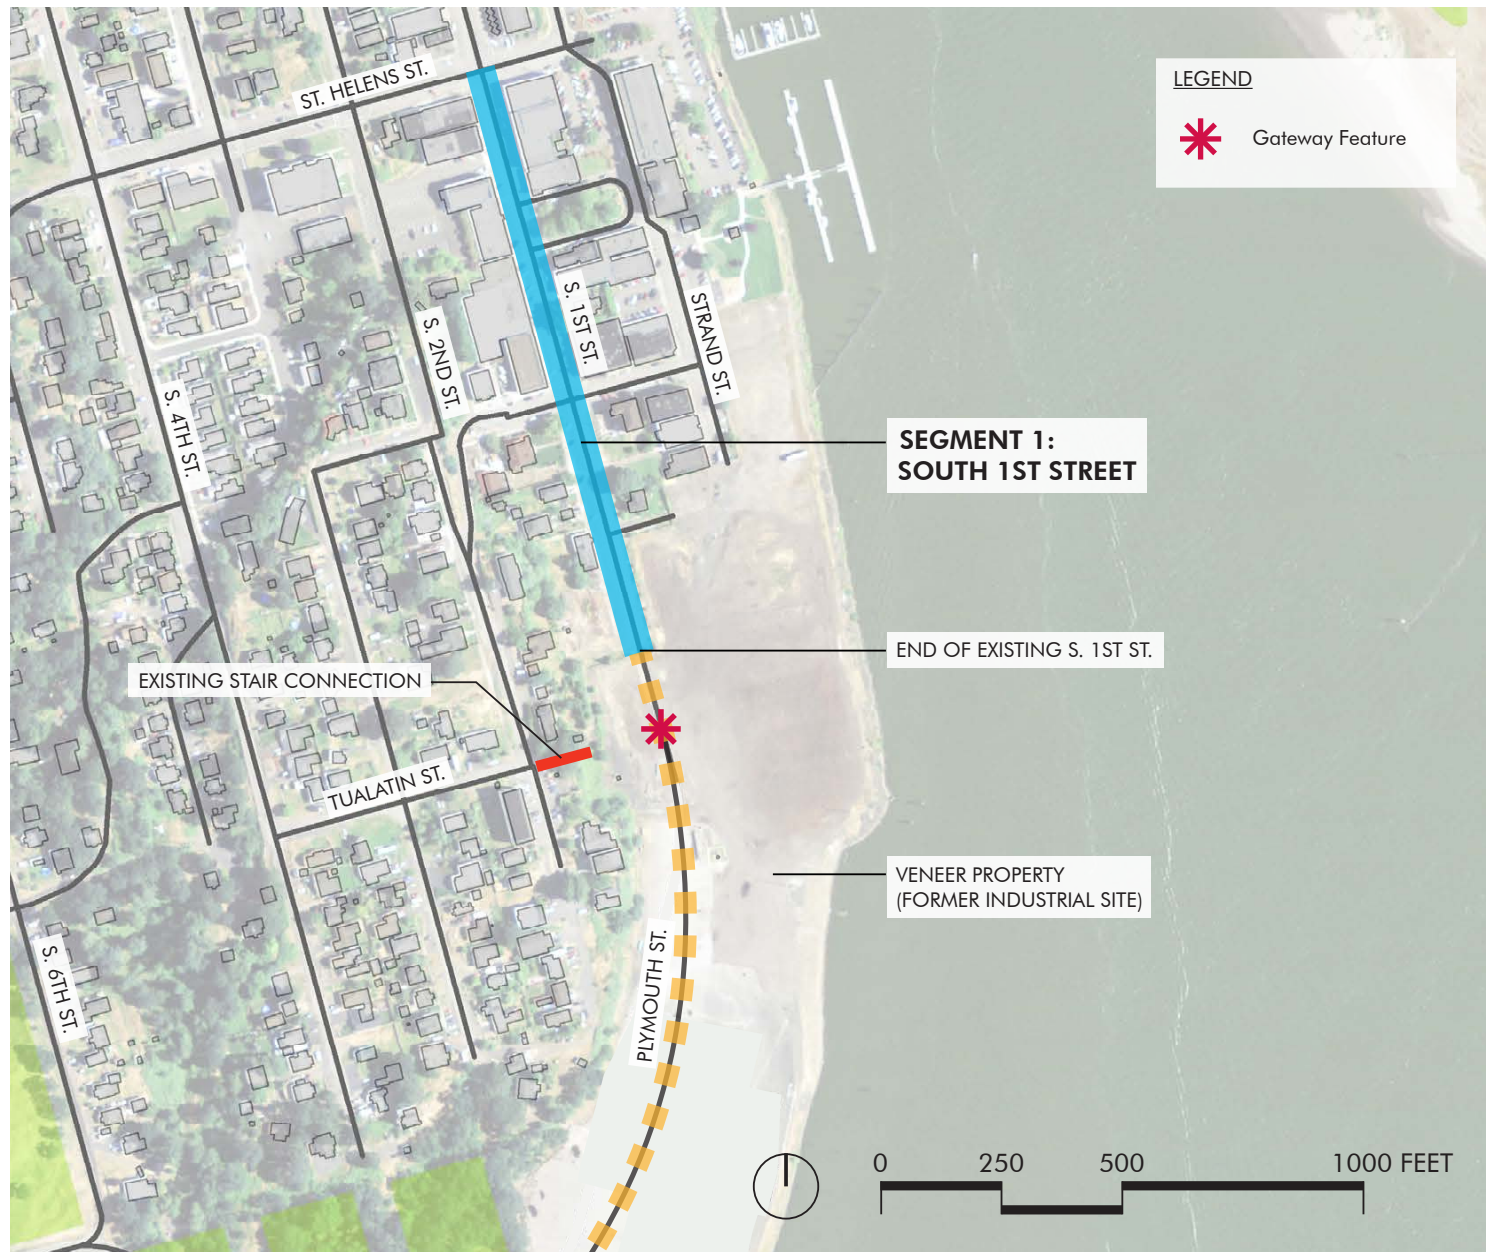 ST. HELENS ST.
LEGEND
Gateway Feature
S. 1ST ST.
STRAND ST.
S. 2ND ST.
S. 4TH ST.
SEGMENT 1:
SOUTH 1ST STREET
END OF EXISTING S. 1ST ST.
EXISTING STAIR CONNECTION
TUALATIN ST.
VENEER PROPERTY
(FORMER INDUSTRIAL SITE)
S. 6TH ST.
PLYMOUTH ST.
0 250 500 1000 FEET